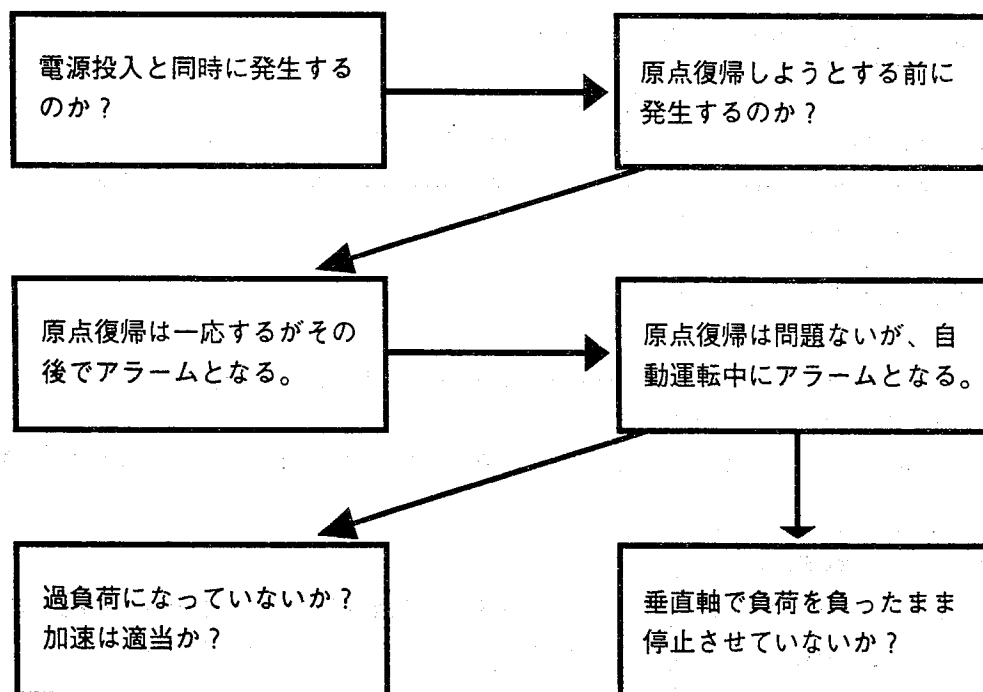 電源投入と同時に発生する
のか？
原点復帰しようとする前に
発生するのか？
原点復帰は一応するがその
後でアラームとなる。
原点復帰は問題ないが、自
動運転中にアラームとなる。
過負荷になっていないか？
加速は適当か？
垂直軸で負荷を負ったまま
停止させていないか？